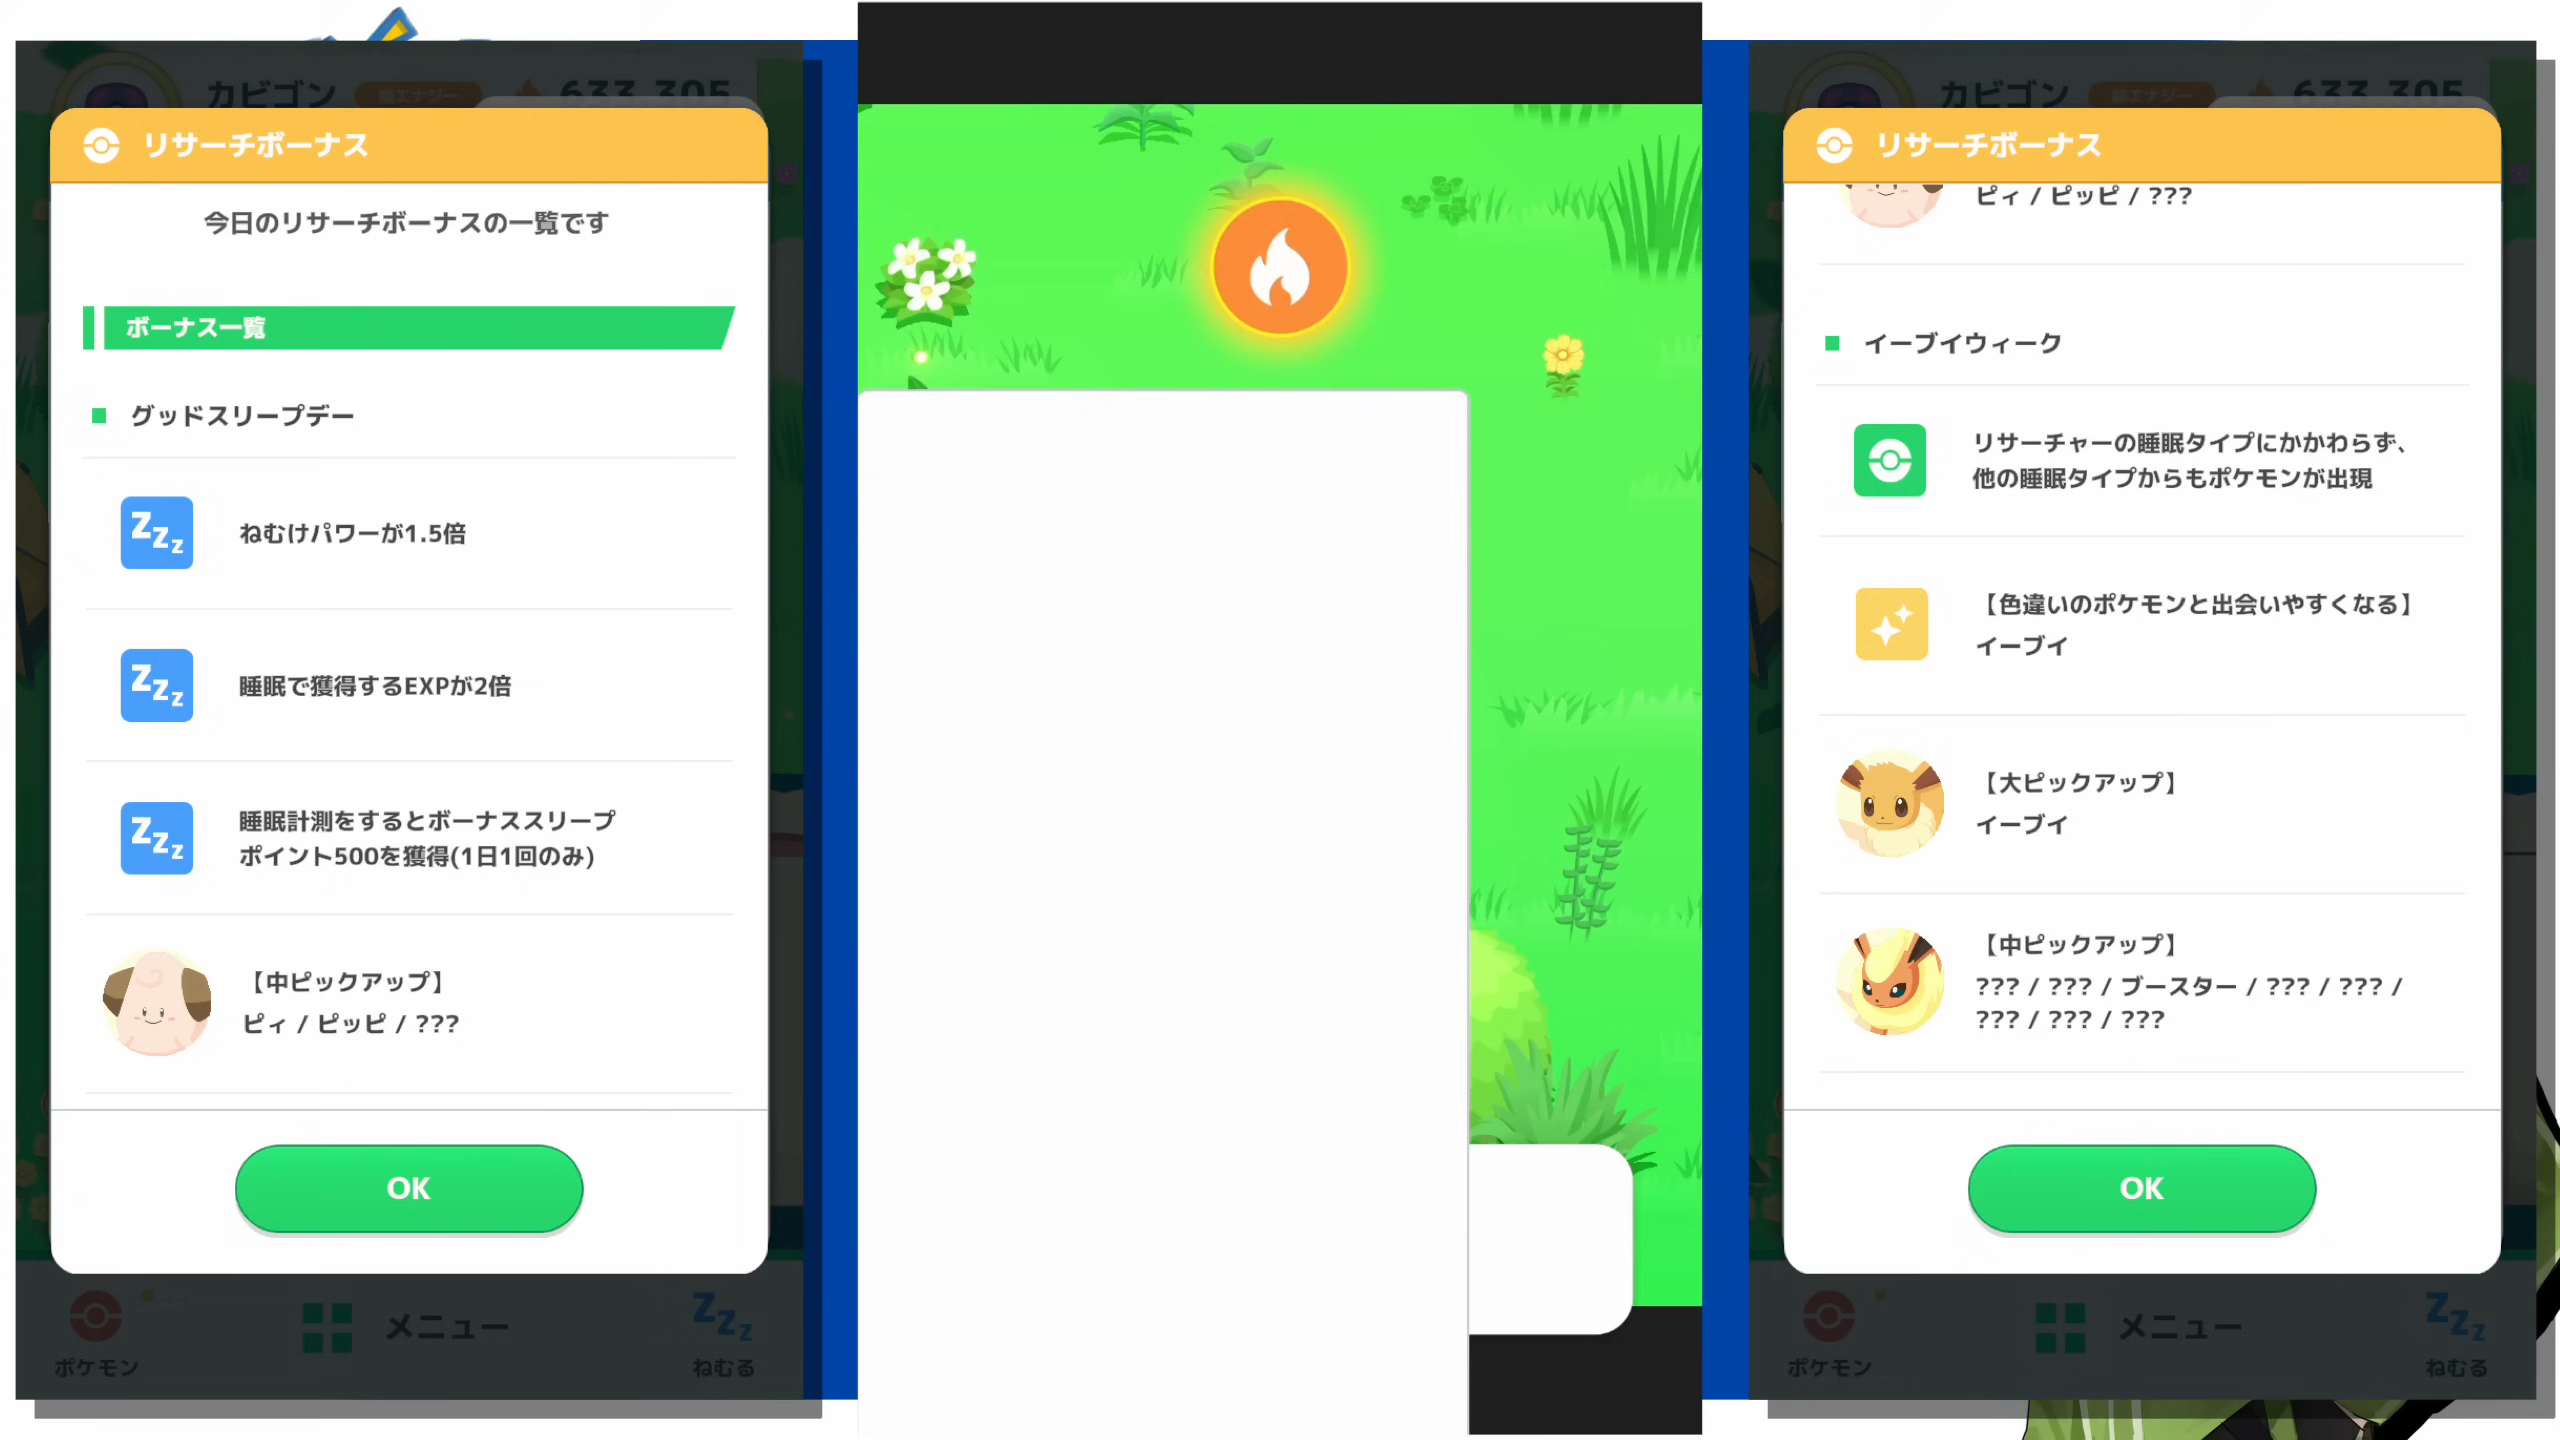 カビゴン
633,305
リサーチボーナス
今日のリサーチボーナスの一覧です
ボーナス一覧
グッドスリープデー
Zzz
ねむけパワーが1.5倍
Zzz
睡眠で獲得するEXPが2倍
Zzz
睡眠計測をするとボーナススリープ
ポイント500を獲得(1日1回のみ)
【中ピックアップ】
ピィ / ピッピ / ???
OK
ポケモン
メニュー
Zzz
ねむる
カビゴン
633,305
リサーチボーナス
ピィ / ピッピ / ???
イーブイウィーク
リサーチャーの睡眠タイプにかかわらず、
他の睡眠タイプからもポケモンが出現
【色違いのポケモンと出会いやすくなる】
イーブイ
【大ピックアップ】
イーブイ
【中ピックアップ】
??? / ??? / ブースター / ??? / ??? /
??? / ??? / ???
OK
ポケモン
メニュー
Zzz
ねむる